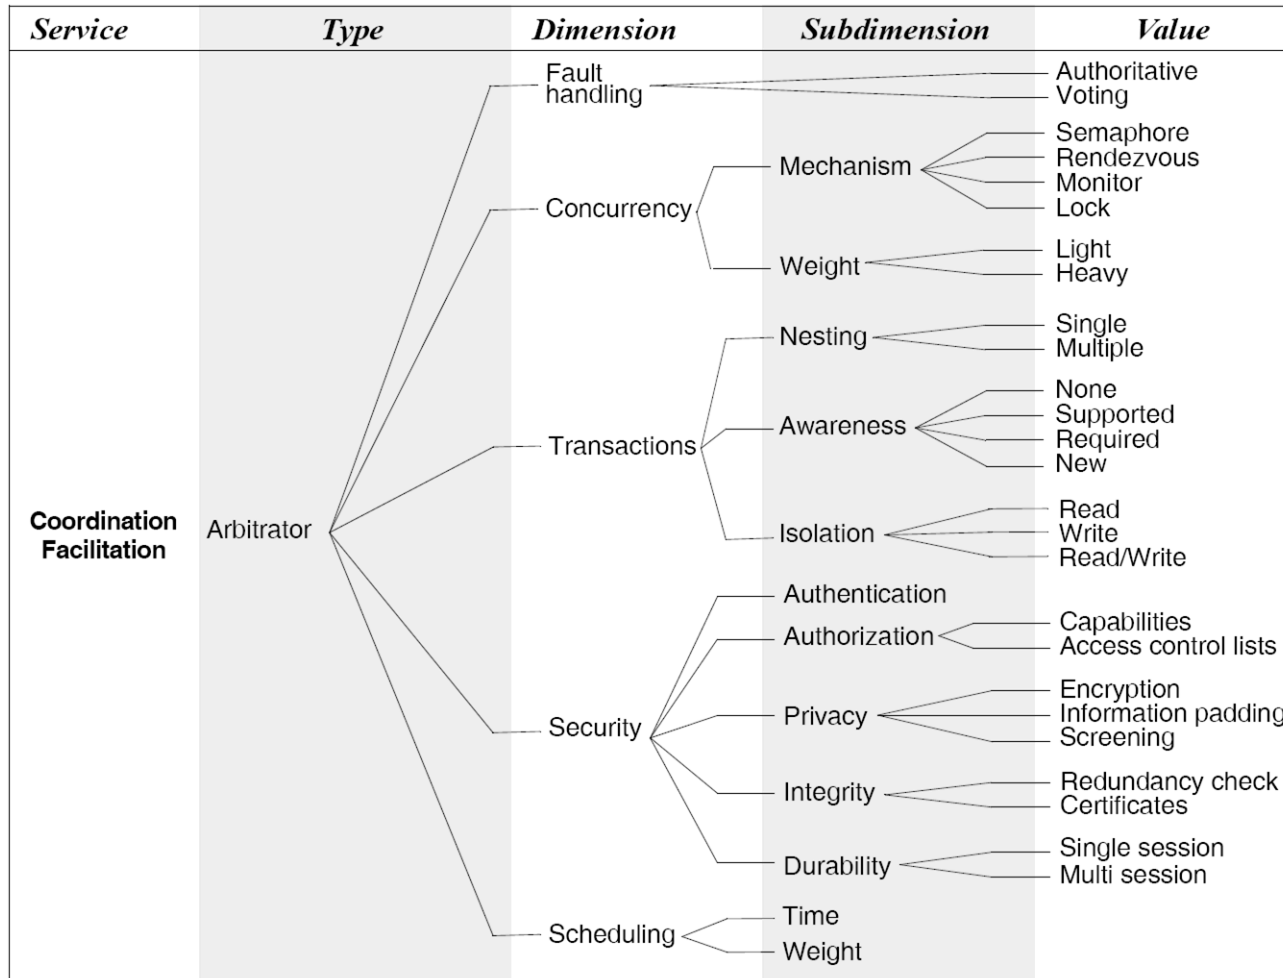 Service Type Dimension Subdimension Value
Fault
handling
Authoritative
Voting
Concurrency
Mechanism
Semaphore
Rendezvous
Monitor
Lock
Weight
Light
Heavy
Transactions
Nesting
Single
Multiple
Awareness
None
Supported
Required
New
Isolation
Read
Write
Read/Write
Coordination
Facilitation
Arbitrator
Security
Authentication
Authorization
Capabilities
Access control lists
Privacy
Encryption
Information padding
Screening
Integrity
Redundancy check
Certificates
Durability
Single session
Multi session
Scheduling
Time
Weight